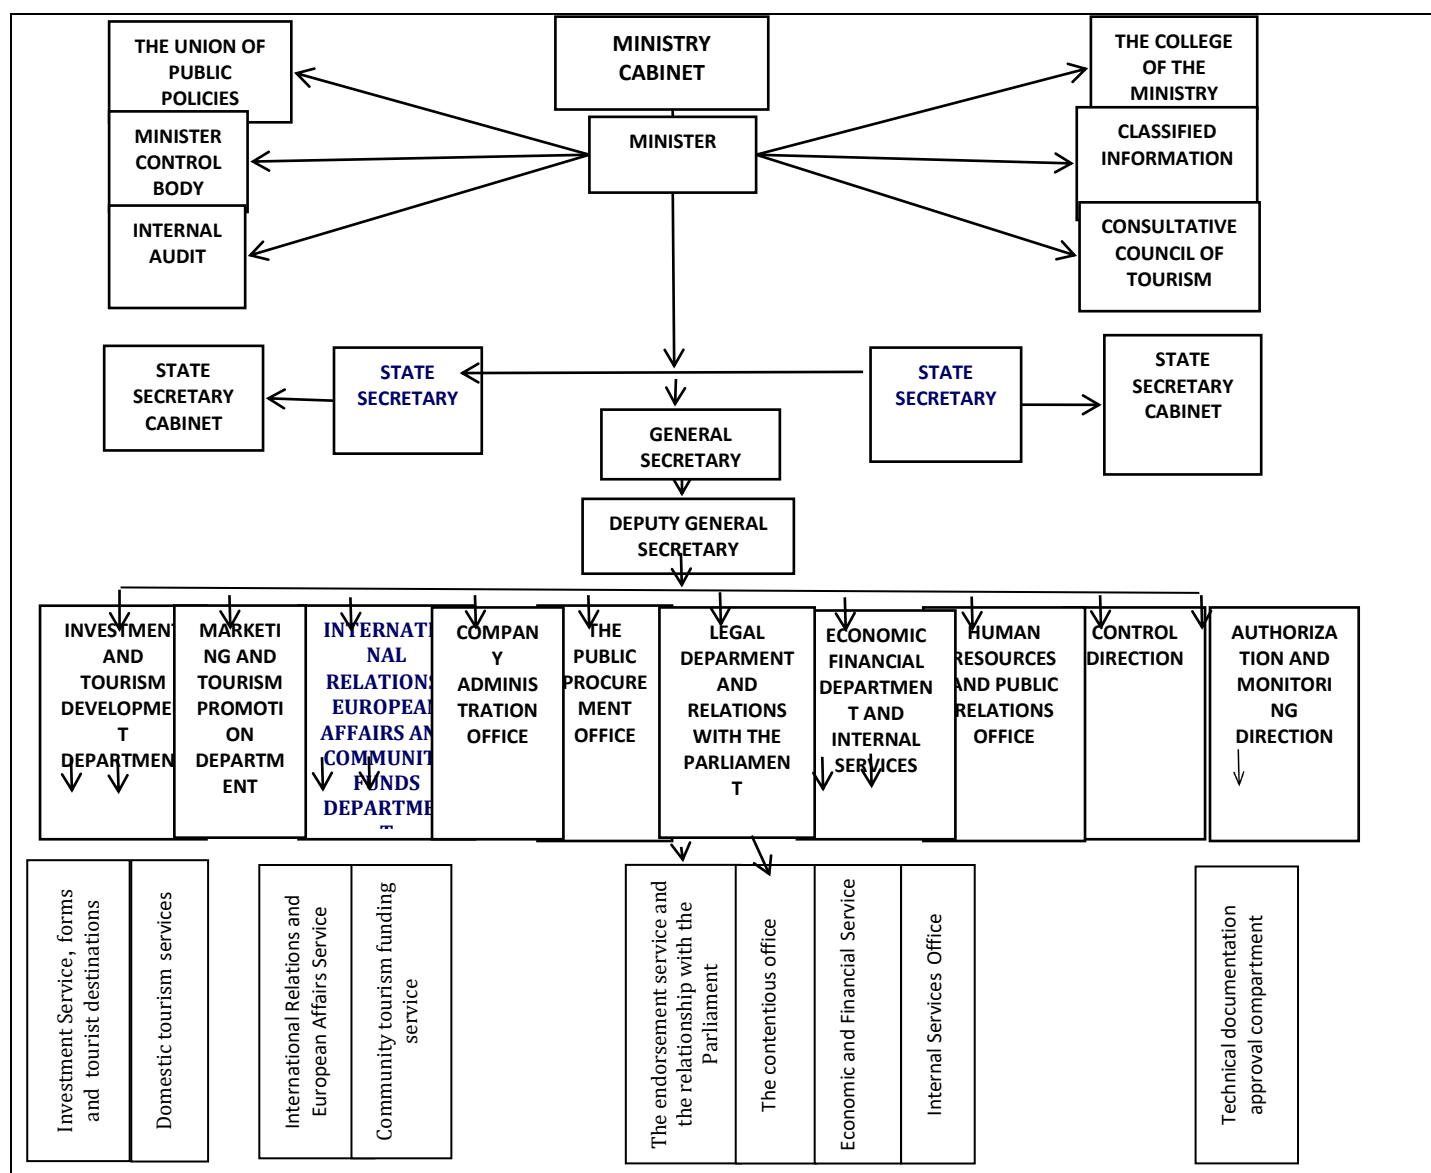 THE UNION OF
PUBLIC
POLICIES
MINISTRY
CABINET
THE COLLEGE
OF THE
MINISTRY
MINISTER
CONTROL
BODY
MINISTER
CLASSIFIED
INFORMATION
INTERNAL
AUDIT
CONSULTATIVE
COUNCIL OF
TOURISM
STATE
SECRETARY
CABINET
STATE
SECRETARY
STATE
SECRETARY
STATE
SECRETARY
CABINET
GENERAL
SECRETARY
DEPUTY GENERAL
SECRETARY
INVESTMENT
AND
TOURISM
DEVELOPME
T
DEPARTMEN
MARKETI
NG AND
TOURISM
PROMOTI
ON
DEPARTM
ENT
INTERNATI
NAL
RELATIONS
EUROPEA
AFFAIRS AN
COMMUNIT
FUNDS
DEPARTME
T
COMPAN
Y
ADMINIS
TRATION
OFFICE
THE
PUBLIC
PROCURE
MENT
OFFICE
LEGAL
DEPARMENT
AND
RELATIONS
WITH THE
PARLIAMEN
T
ECONOMIC
FINANCIAL
DEPARTMEN
T AND
INTERNAL
SERVICES
HUMAN
RESOURCES
AND PUBLIC
RELATIONS
OFFICE
CONTROL
DIRECTION
AUTHORIZA
TION AND
MONITORI
NG
DIRECTION
Investment Service, forms
and tourist destinations
Domestic tourism services
International Relations and
European Affairs Service
Community tourism funding
service
The endorsement service and
the relationship with the
Parliament
The contentious office
Economic and Financial Service
Internal Services Office
Technical documentation
approval compartment